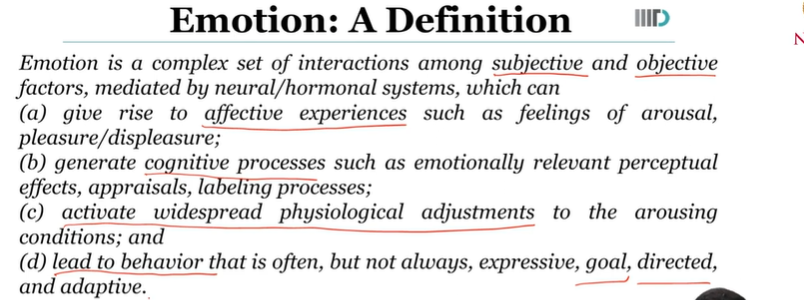 Emotion: A Definition
Emotion is a complex set of interactions among subjective and objective
factors, mediated by neural/hormonal systems, which can
(a) give rise to affective experiences such as feelings of arousal,
pleasure/displeasure;
(b) generate cognitive processes such as emotionally relevant perceptual
effects, appraisals, labeling processes;
(c) activate widespread physiological adjustments to the arousing
conditions; and
(d) lead to behavior that is often, but not always, expressive, goal, directed,
and adaptive.